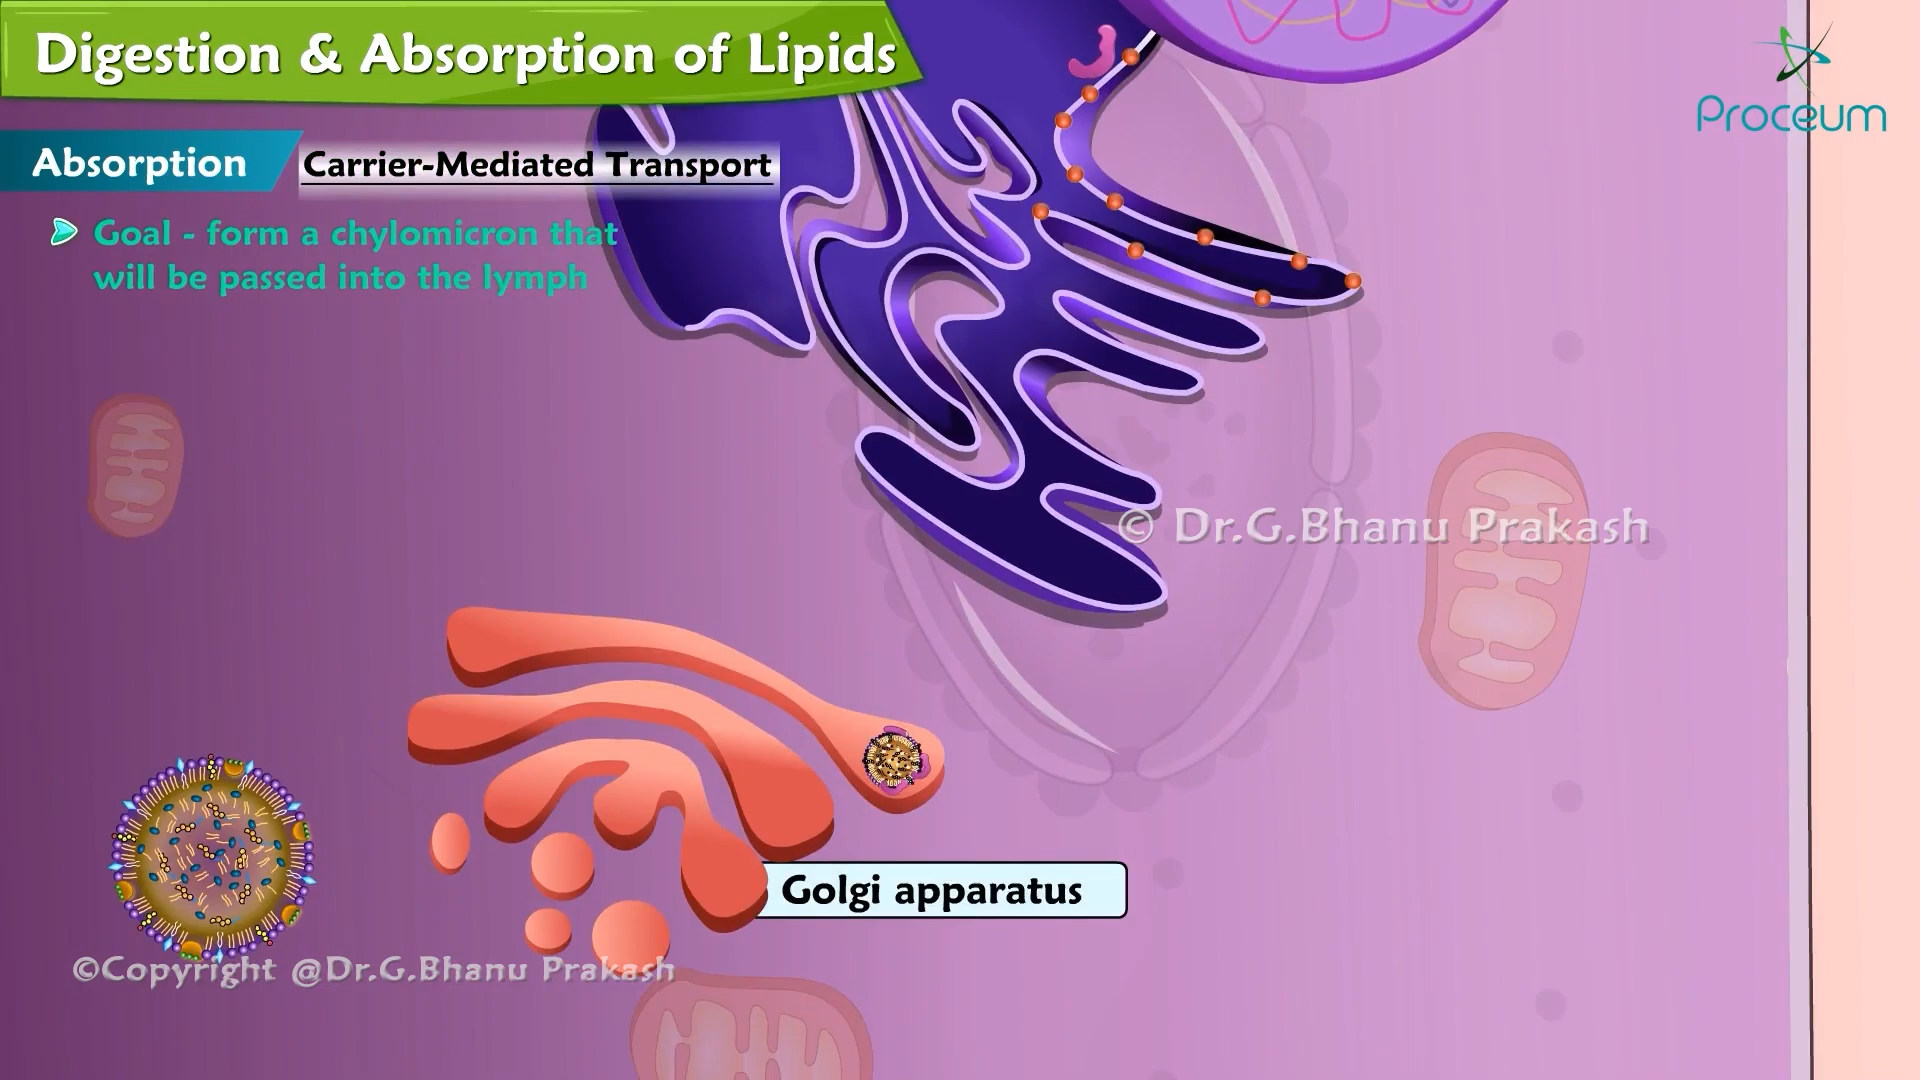 Digestion & Absorption of Lipids
Proceum
Absorption
Carrier-Mediated Transport
Goal - form a chylomicron that
will be passed into the lymph
© Dr.G.Bhanu Prakash
Golgi apparatus
©Copyright @Dr.G.Bhanu Prakash